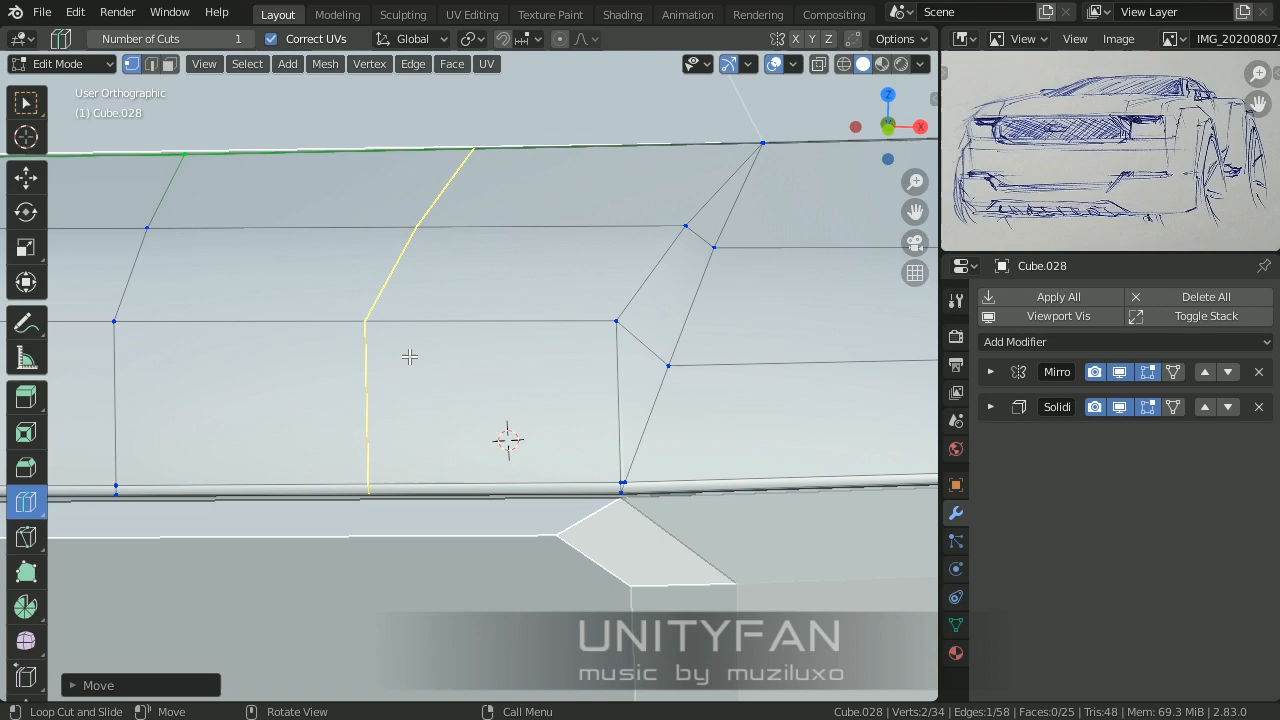 File Edit Render Window Help Layout Modeling Sculpting UV Editing Texture Paint Shading Animation Rendering Compositing Scene View Layer
Number of Cuts 1 Correct UVs Global X Y Z Options View View Image IMG_20200807
Edit Mode View Select Add Mesh Vertex Edge Face UV
User Orthographic
(1) Cube.028
Z
X
Cube.028
Apply All Delete All
Viewport Vis Toggle Stack
Add Modifier
Mirro
Solidi
UNITYFAN
music by muziluxo
Move
Loop Cut and Slide Move Rotate View Call Menu Cube.028 | Verts:2/34 | Edges:1/58 | Faces:0/25 | Tris:48 | Mem: 69.3 MiB | 2.83.0